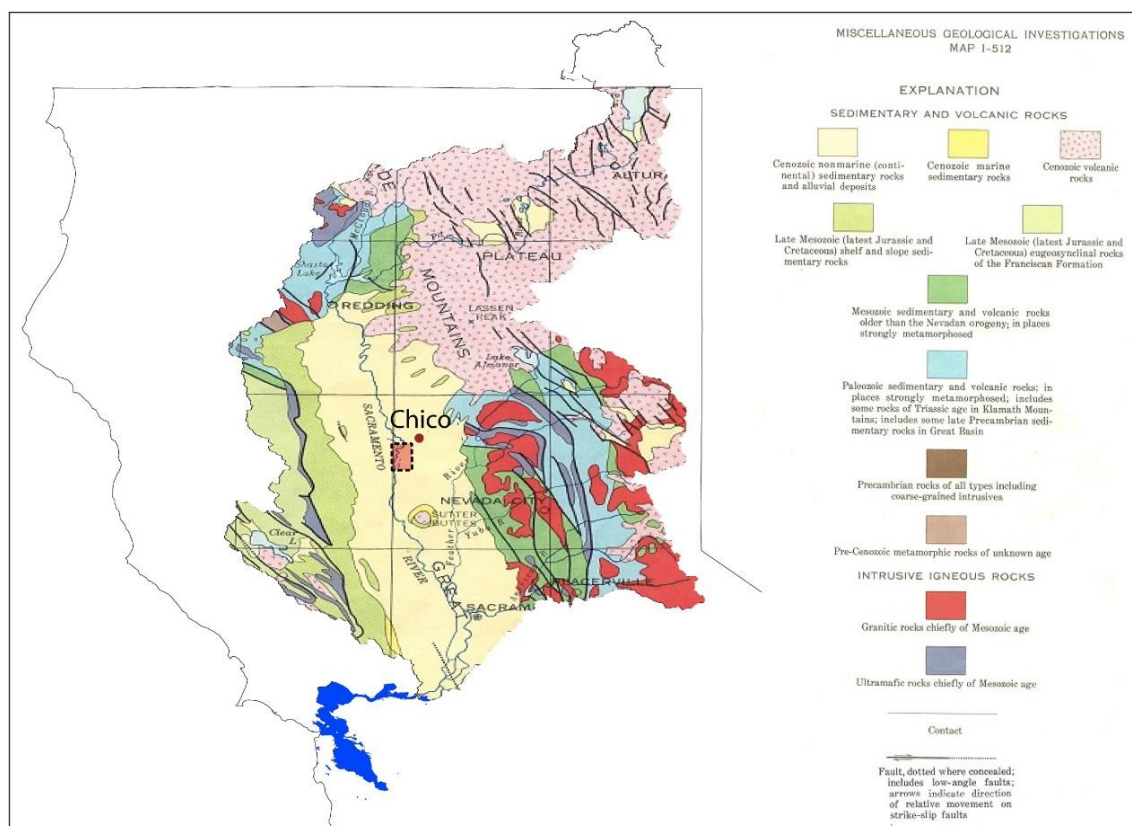 MISCELLANEOUS GEOLOGICAL INVESTIGATIONS
MAP I-512
EXPLANATION
SEDIMENTARY AND VOLCANIC ROCKS
Cenozoic nonmarine (conti-
nental) sedimentary rocks
and alluvial deposits
Cenozoic marine
sedimentary rocks
Cenozoic volcanic
rocks
Late Mesozoic (latest Jurassic and
Cretaceous) shelf and slope sedi-
mentary rocks
Late Mesozoic (latest Jurassic and
Cretaceous) eugeosynclinal rocks
of the Franciscan Formation
Mesozoic sedimentary and volcanic rocks
older than the Nevadan orogeny; in places
strongly metamorphosed
Paleozoic sedimentary and volcanic rocks; in
places strongly metamorphosed; includes
some rocks of Triassic age in Klamath Moun-
tains; includes some late Precambrian sedi-
mentary rocks in Great Basin
Precambrian rocks of all types including
coarse-grained intrusives
Pre-Cenozoic metamorphic rocks of unknown age
INTRUSIVE IGNEOUS ROCKS
Granitic rocks chiefly of Mesozoic age
Ultramafic rocks chiefly of Mesozoic age
Contact
Fault, dotted where concealed;
includes low-angle faults;
arrows indicate direction
of relative movement on
strike-slip faults
ALTUR
DE
McCloud R
PLATEAU
Shasta
Lake
MOUNTAINS
REDDING
LASSEN
PEAK
Lake
Almanor
Chico
SACRAMENTO
RIVER
River
NEVADA CITY
SUTTER
BUTTES
Feather
Yuba R
Clear
L
GREAT
PLACERVILLE
SACRAM